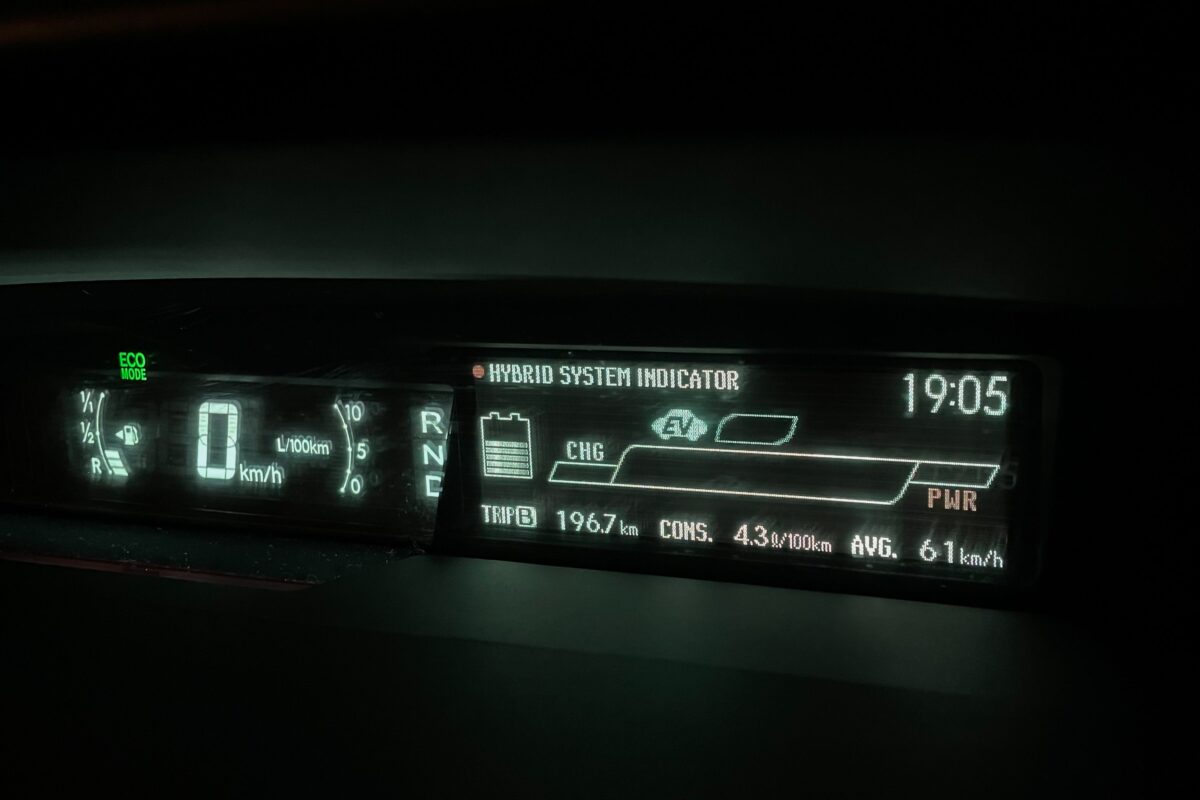 ECO
MODE
1/1
1/2
R
0 km/h
L/100km
10
5
0
R
N
D
HYBRID SYSTEM INDICATOR
19:05
EV
CHG
PWR
TRIP B 196.7 km CONS. 4.3 ℓ/100km AVG. 61 km/h